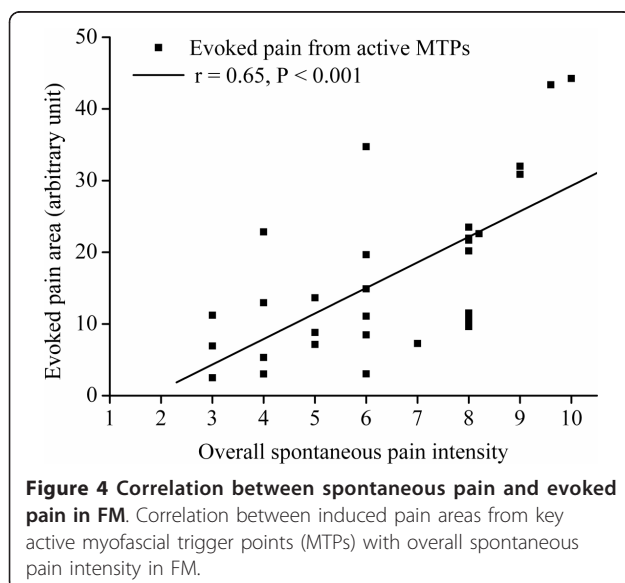 50
40
30
20
10
0
Evoked pain area (arbitrary unit)
Evoked pain from active MTPs
r = 0.65, P < 0.001
1 2 3 4 5 6 7 8 9 10
Overall spontaneous pain intensity
Figure 4 Correlation between spontaneous pain and evoked
pain in FM. Correlation between induced pain areas from key
active myofascial trigger points (MTPs) with overall spontaneous
pain intensity in FM.